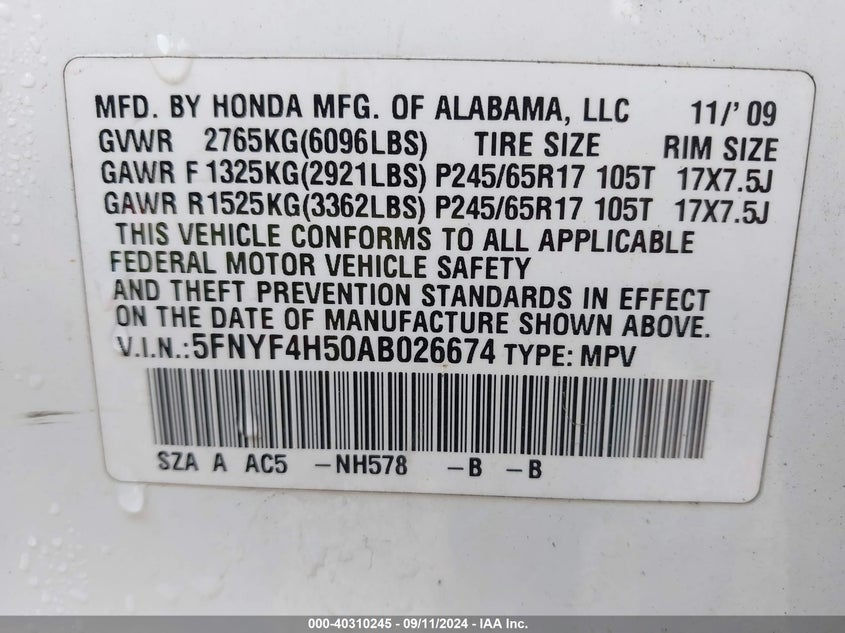 MFD. BY HONDA MFG. OF ALABAMA, LLC 11/' 09
GVWR 2765KG(6096LBS) TIRE SIZE RIM SIZE
GAWR F 1325KG(2921LBS) P245/65R17 105T 17X7.5J
GAWR R1525KG(3362LBS) P245/65R17 105T 17X7.5J
THIS VEHICLE CONFORMS TO ALL APPLICABLE
FEDERAL MOTOR VEHICLE SAFETY
AND THEFT PREVENTION STANDARDS IN EFFECT
ON THE DATE OF MANUFACTURE SHOWN ABOVE.
V.I.N.:5FNYF4H50AB026674 TYPE: MPV
SZA A AC5 -NH578 -B -B
000-40310245 - 09/11/2024 - IAA Inc.